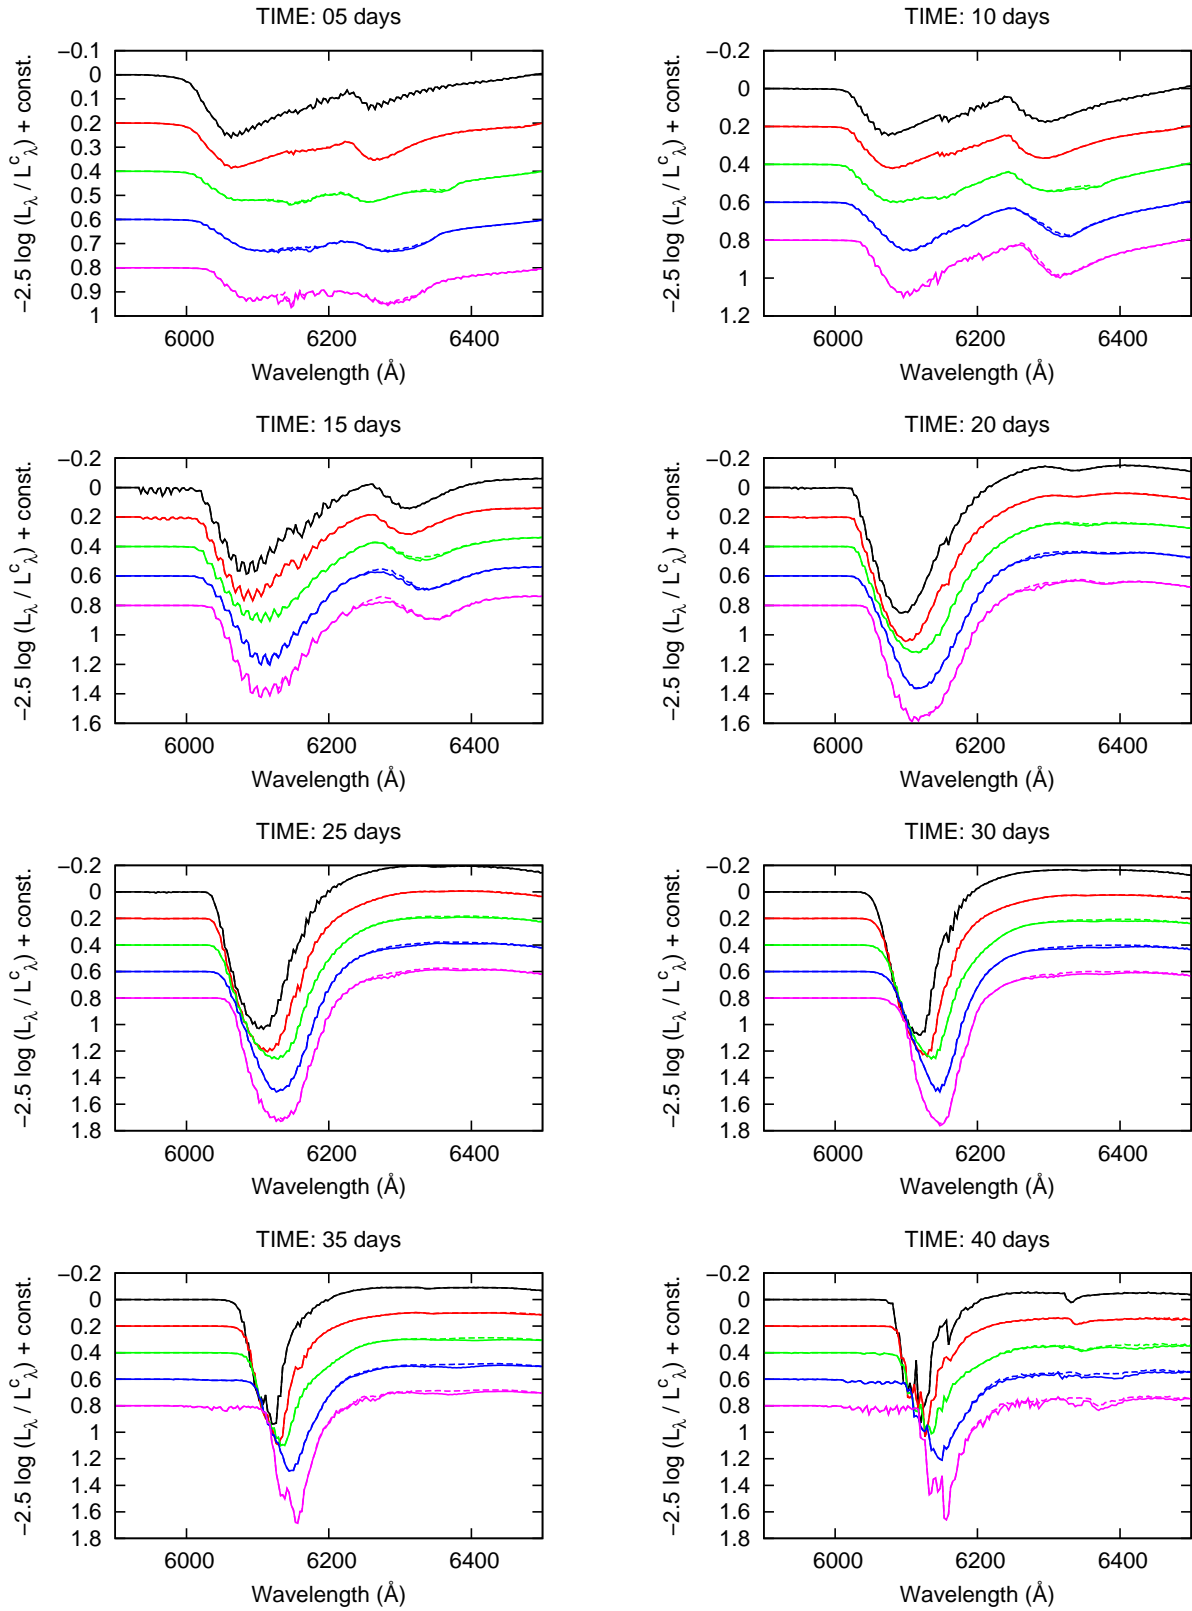 TIME: 05 days
−0.1
0
0.1
0.2
0.3
0.4
0.5
0.6
0.7
0.8
0.9
1
6000 6200 6400
Wavelength (Å)
−2.5 log (Lλ / LCλ) + const.
TIME: 10 days
−0.2
0
0.2
0.4
0.6
0.8
1
1.2
6000 6200 6400
Wavelength (Å)
−2.5 log (Lλ / LCλ) + const.
TIME: 15 days
−0.2
0
0.2
0.4
0.6
0.8
1
1.2
1.4
1.6
6000 6200 6400
Wavelength (Å)
−2.5 log (Lλ / LCλ) + const.
TIME: 20 days
−0.2
0
0.2
0.4
0.6
0.8
1
1.2
1.4
1.6
6000 6200 6400
Wavelength (Å)
−2.5 log (Lλ / LCλ) + const.
TIME: 25 days
−0.2
0
0.2
0.4
0.6
0.8
1
1.2
1.4
1.6
1.8
6000 6200 6400
Wavelength (Å)
−2.5 log (Lλ / LCλ) + const.
TIME: 30 days
−0.2
0
0.2
0.4
0.6
0.8
1
1.2
1.4
1.6
1.8
6000 6200 6400
Wavelength (Å)
−2.5 log (Lλ / LCλ) + const.
TIME: 35 days
−0.2
0
0.2
0.4
0.6
0.8
1
1.2
1.4
1.6
1.8
6000 6200 6400
Wavelength (Å)
−2.5 log (Lλ / LCλ) + const.
TIME: 40 days
−0.2
0
0.2
0.4
0.6
0.8
1
1.2
1.4
1.6
1.8
6000 6200 6400
Wavelength (Å)
−2.5 log (Lλ / LCλ) + const.